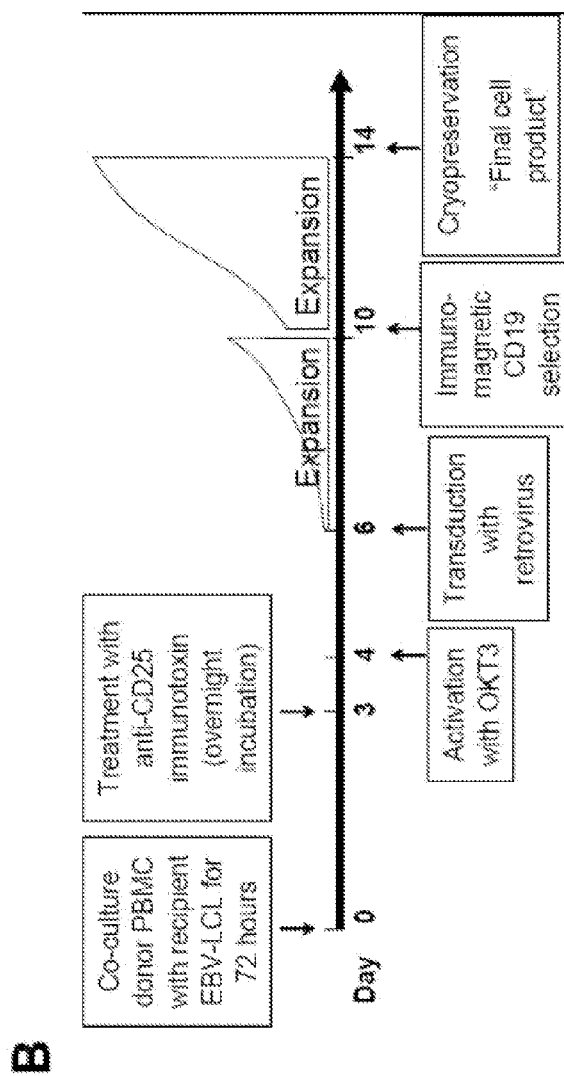 B
Co-culture
donor PBMC
with recipient
EBV-LCL for
72 hours
Treatment with
anti-CD25
immunotoxin
(overnight
incubation)
Expansion
Expansion
Day
0
3
4
6
10
14
Activation
with OKT3
Transduction
with
retrovirus
Immuno-
magnetic
CD19
selection
Cryopreservation
"Final cell
product"